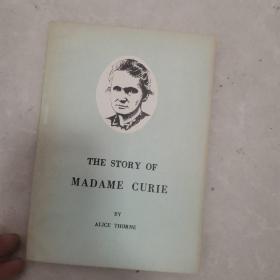 THE STORY OF
MADAME CURIE
BY
ALICE THORNE